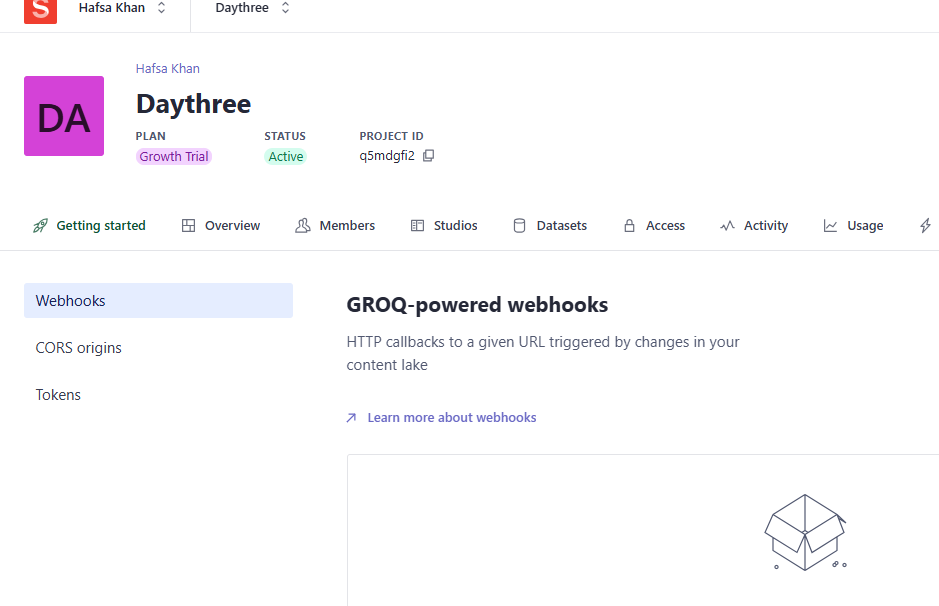 S Hafsa Khan Daythree
Hafsa Khan
DA
Daythree
PLAN STATUS PROJECT ID
Growth Trial Active q5mdgfi2
Getting started Overview Members Studios Datasets Access Activity Usage
Webhooks
CORS origins
Tokens
GROQ-powered webhooks
HTTP callbacks to a given URL triggered by changes in your
content lake
Learn more about webhooks